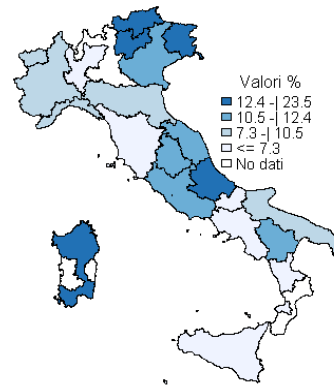 Valori %
12.4 -| 23.5
10.5 -| 12.4
7.3 -| 10.5
<= 7.3
No dati